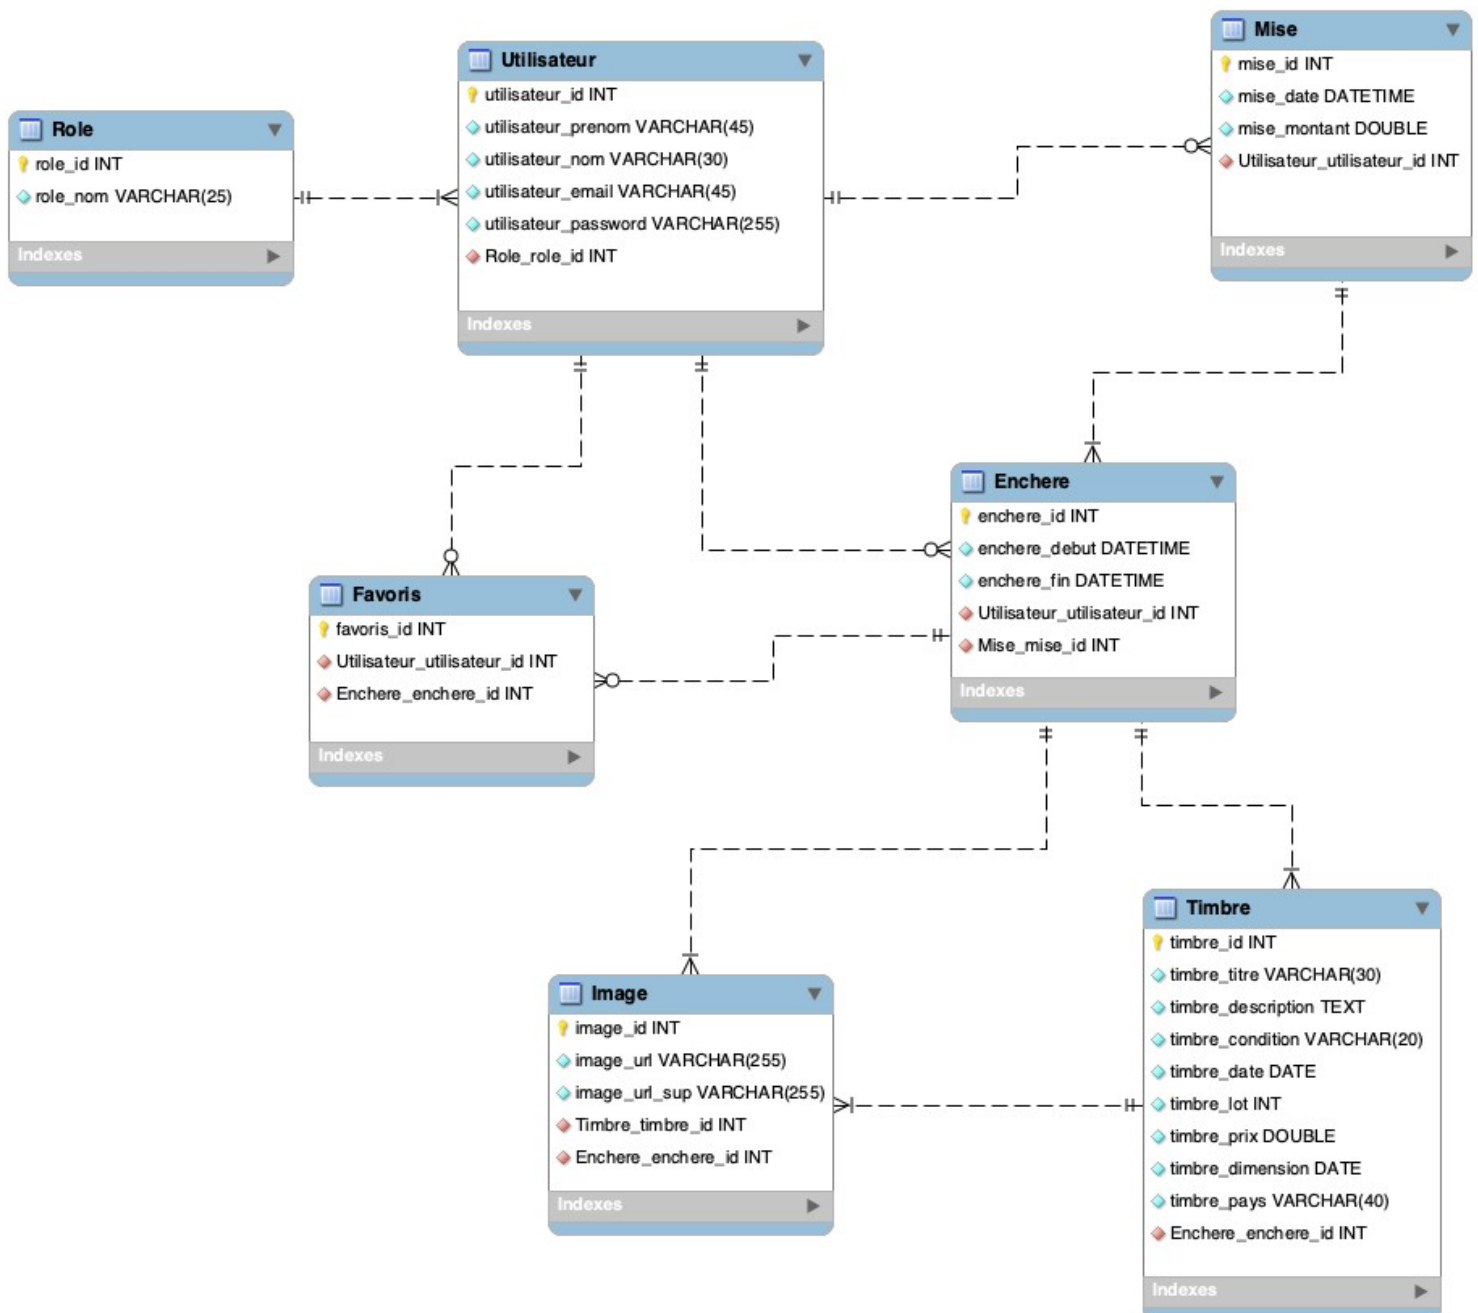 Role
role_id INT
role_nom VARCHAR(25)
Indexes
Utilisateur
utilisateur_id INT
utilisateur_prenom VARCHAR(45)
utilisateur_nom VARCHAR(30)
utilisateur_email VARCHAR(45)
utilisateur_password VARCHAR(255)
Role_role_id INT
Indexes
Mise
mise_id INT
mise_date DATETIME
mise_montant DOUBLE
Utilisateur_utilisateur_id INT
Indexes
Favoris
favoris_id INT
Utilisateur_utilisateur_id INT
Enchere_enchere_id INT
Indexes
Enchere
enchere_id INT
enchere_debut DATETIME
enchere_fin DATETIME
Utilisateur_utilisateur_id INT
Mise_mise_id INT
Indexes
Image
image_id INT
image_url VARCHAR(255)
image_url_sup VARCHAR(255)
Timbre_timbre_id INT
Enchere_enchere_id INT
Indexes
Timbre
timbre_id INT
timbre_titre VARCHAR(30)
timbre_description TEXT
timbre_condition VARCHAR(20)
timbre_date DATE
timbre_lot INT
timbre_prix DOUBLE
timbre_dimension DATE
timbre_pays VARCHAR(40)
Enchere_enchere_id INT
Indexes